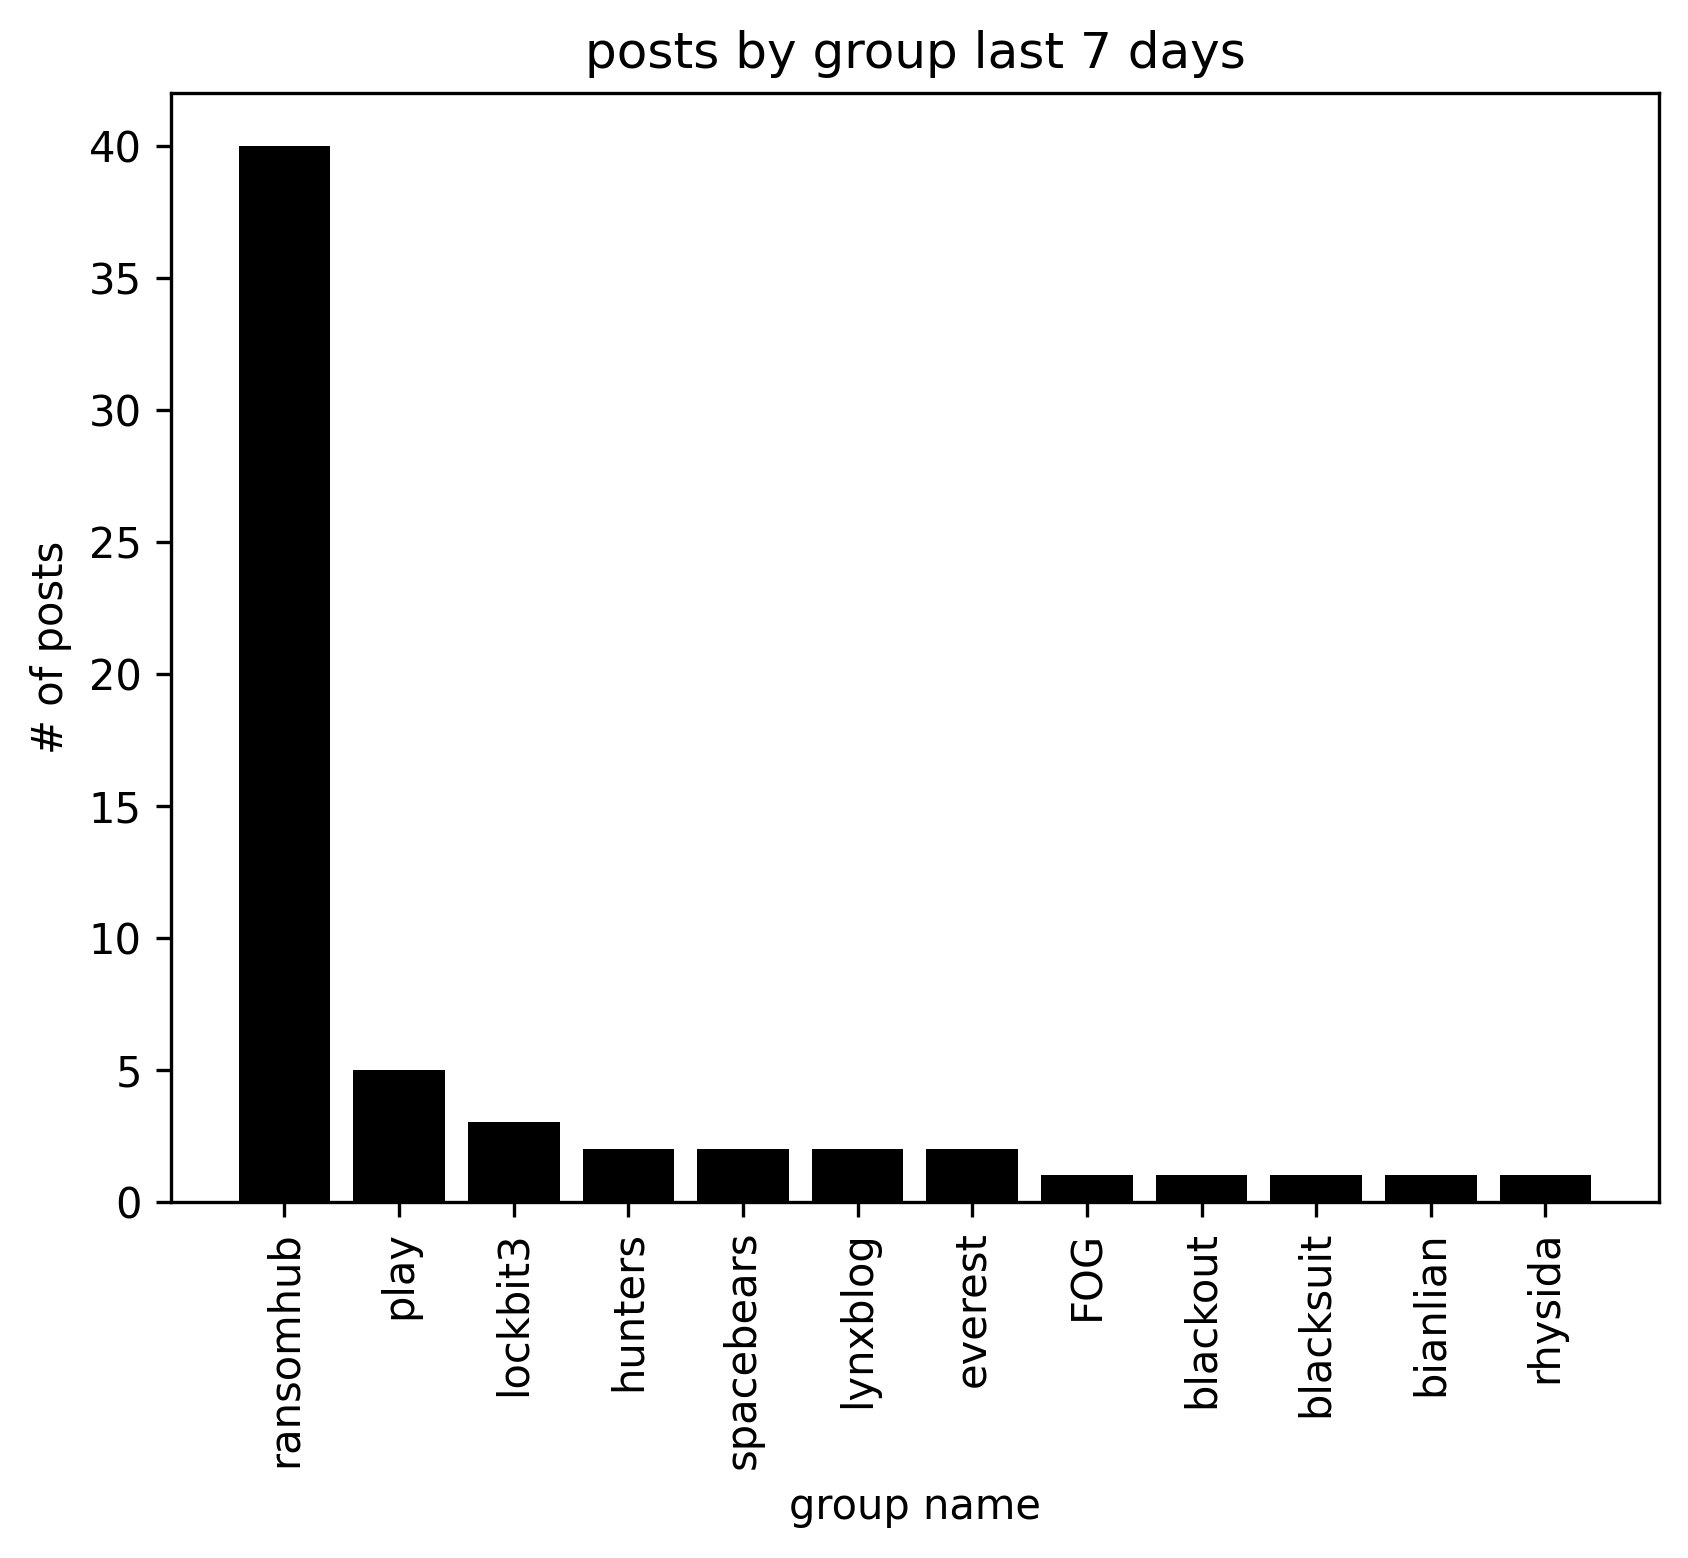 posts by group last 7 days
40
35
30
25
20
15
10
5
0
# of posts
ransomhub
play
lockbit3
hunters
spacebears
lynxblog
everest
FOG
blackout
blacksuit
bianlian
rhysida
group name